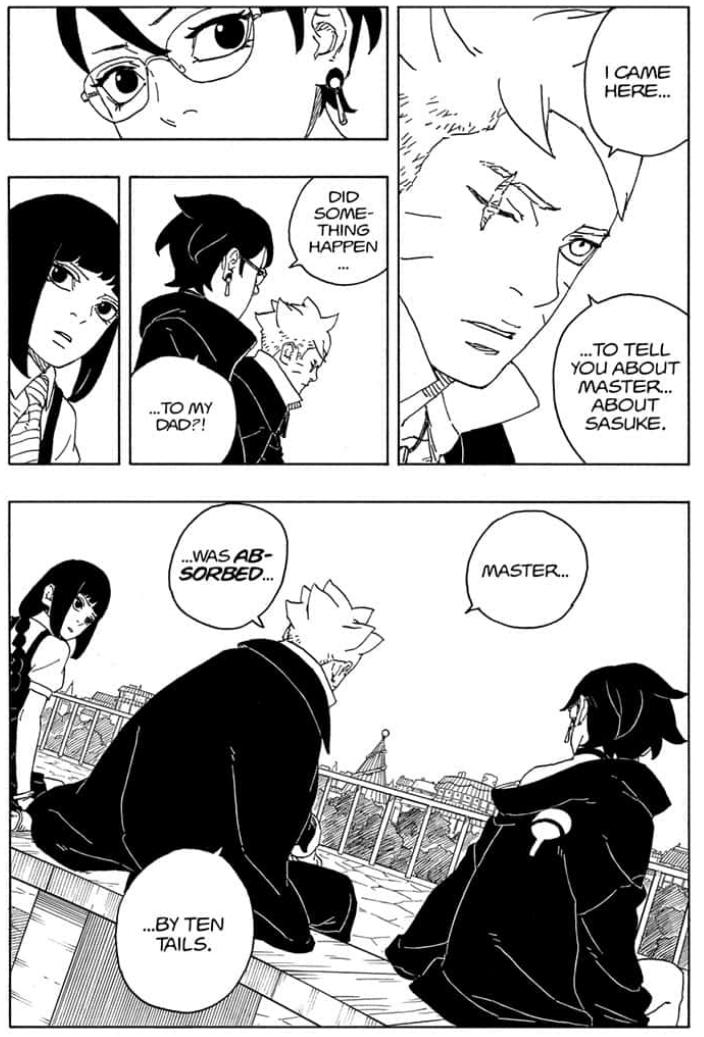 I CAME
HERE...
...TO TELL
YOU ABOUT
MASTER...
ABOUT
SASUKE.
DID
SOME-
THING
HAPPEN
...
...TO MY
DAD?!
MASTER...
...WAS AB-
SORBED...
...BY TEN
TAILS.